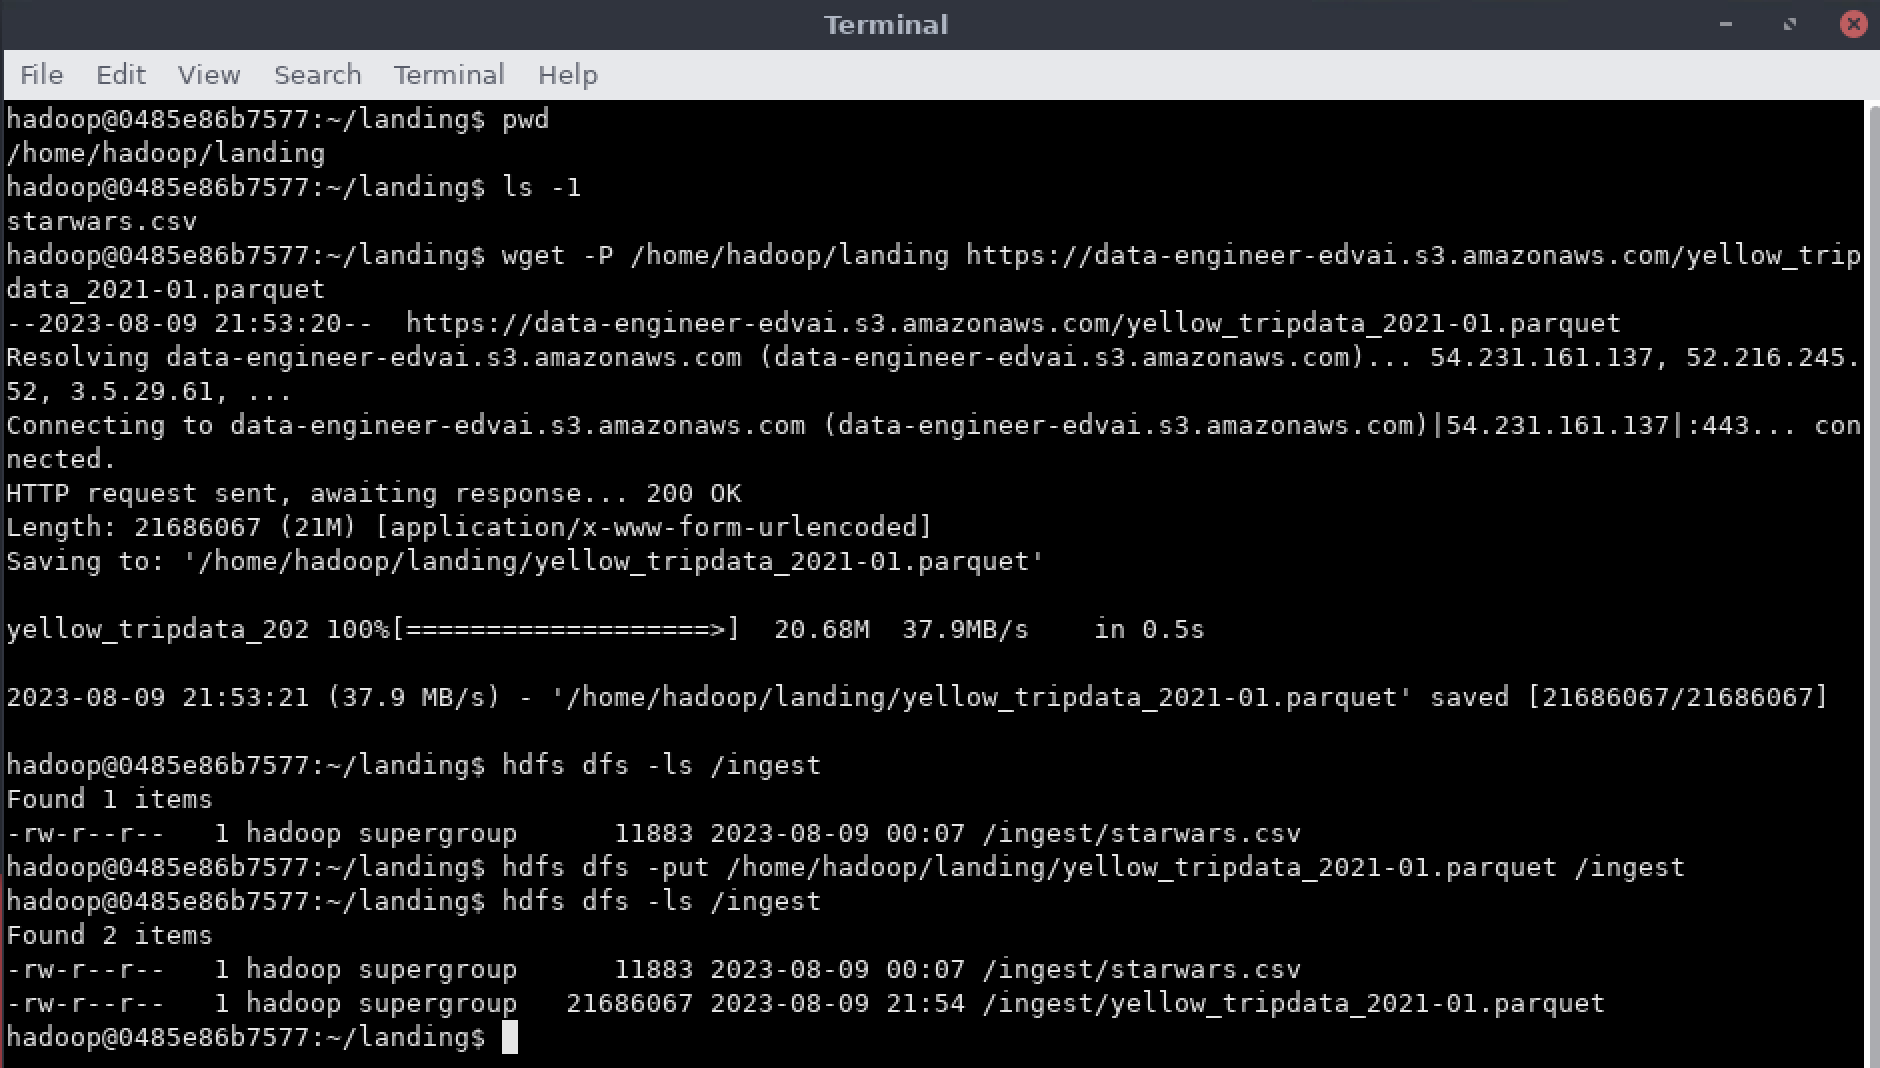 Terminal
File Edit View Search Terminal Help
hadoop@0485e86b7577:~/landing$ pwd
/home/hadoop/landing
hadoop@0485e86b7577:~/landing$ ls -1
starwars.csv
hadoop@0485e86b7577:~/landing$ wget -P /home/hadoop/landing https://data-engineer-edvai.s3.amazonaws.com/yellow_trip
data_2021-01.parquet
--2023-08-09 21:53:20--  https://data-engineer-edvai.s3.amazonaws.com/yellow_tripdata_2021-01.parquet
Resolving data-engineer-edvai.s3.amazonaws.com (data-engineer-edvai.s3.amazonaws.com)... 54.231.161.137, 52.216.245.
52, 3.5.29.61, ...
Connecting to data-engineer-edvai.s3.amazonaws.com (data-engineer-edvai.s3.amazonaws.com)|54.231.161.137|:443... con
nected.
HTTP request sent, awaiting response... 200 OK
Length: 21686067 (21M) [application/x-www-form-urlencoded]
Saving to: '/home/hadoop/landing/yellow_tripdata_2021-01.parquet'
yellow_tripdata_202 100%[===================>]  20.68M  37.9MB/s    in 0.5s
2023-08-09 21:53:21 (37.9 MB/s) - '/home/hadoop/landing/yellow_tripdata_2021-01.parquet' saved [21686067/21686067]
hadoop@0485e86b7577:~/landing$ hdfs dfs -ls /ingest
Found 1 items
-rw-r--r--   1 hadoop supergroup      11883 2023-08-09 00:07 /ingest/starwars.csv
hadoop@0485e86b7577:~/landing$ hdfs dfs -put /home/hadoop/landing/yellow_tripdata_2021-01.parquet /ingest
hadoop@0485e86b7577:~/landing$ hdfs dfs -ls /ingest
Found 2 items
-rw-r--r--   1 hadoop supergroup      11883 2023-08-09 00:07 /ingest/starwars.csv
-rw-r--r--   1 hadoop supergroup   21686067 2023-08-09 21:54 /ingest/yellow_tripdata_2021-01.parquet
hadoop@0485e86b7577:~/landing$